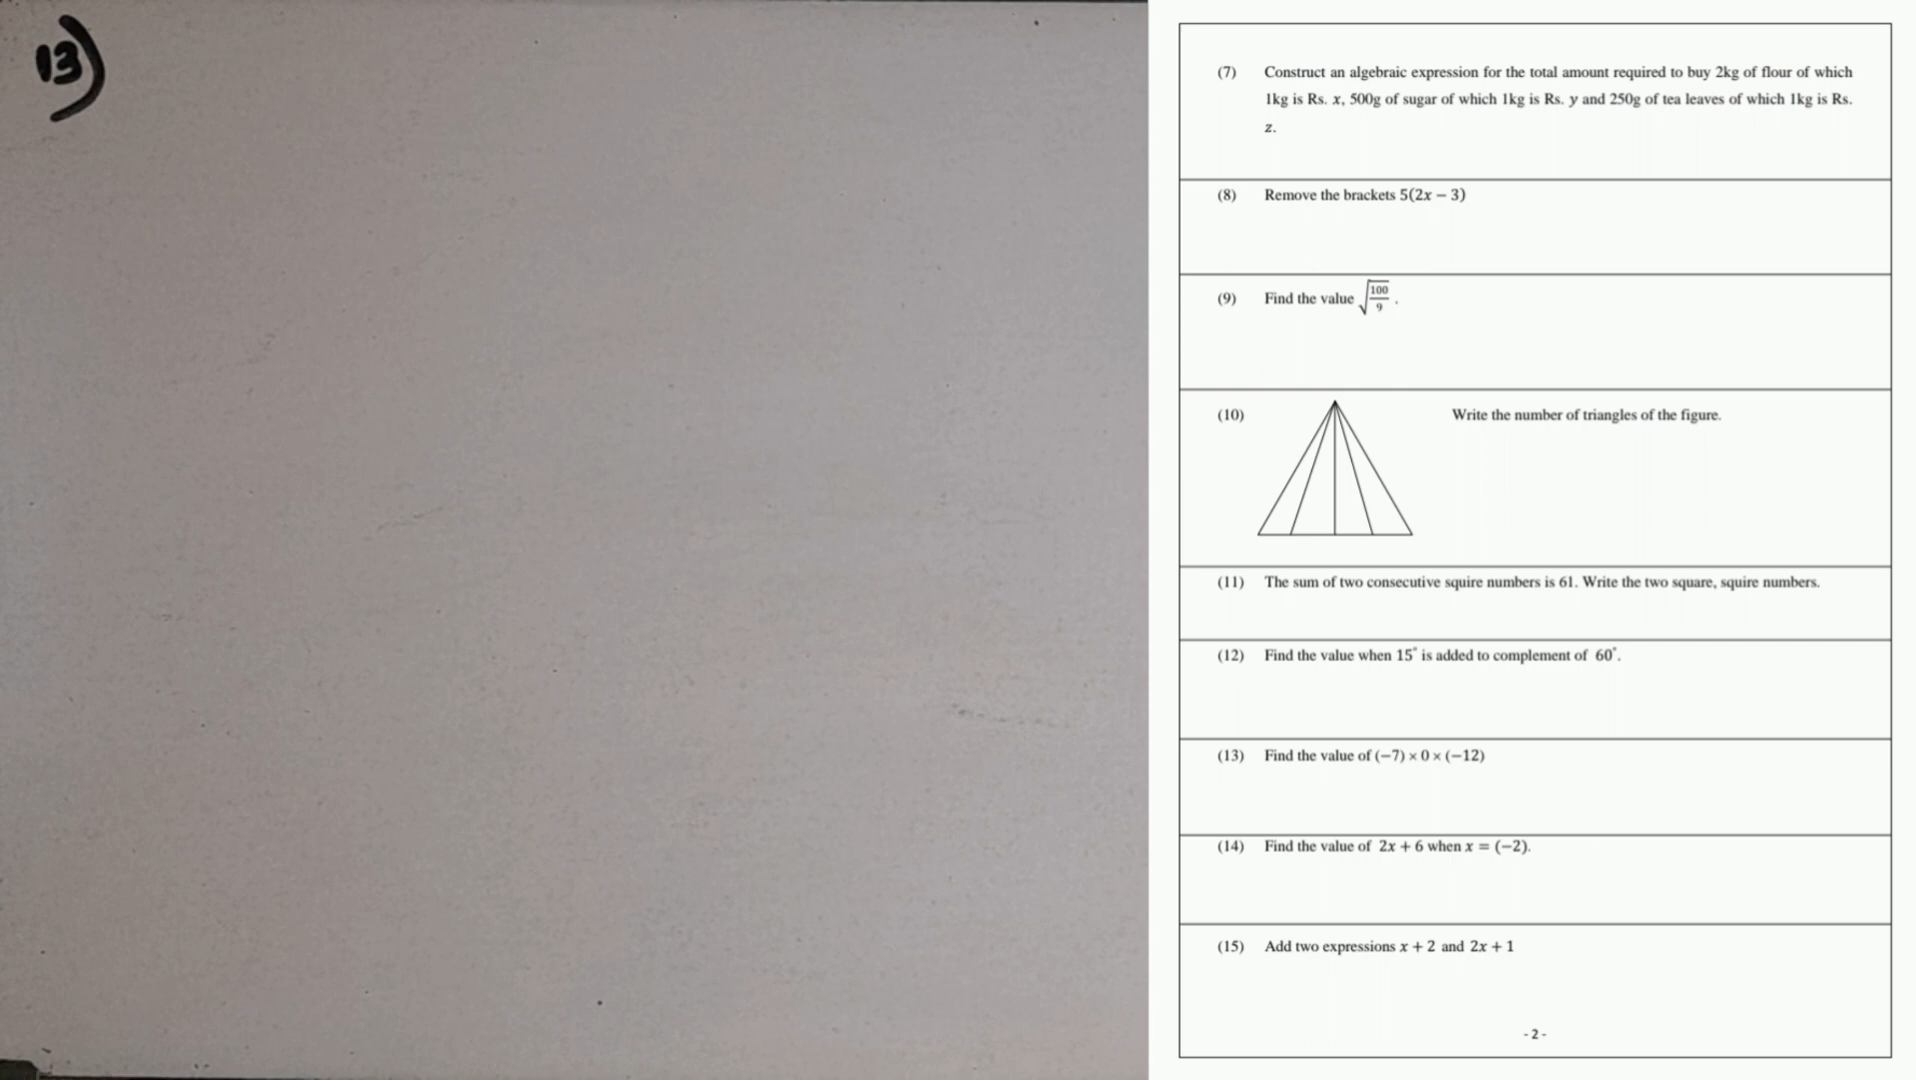 13)
(7) Construct an algebraic expression for the total amount required to buy 2kg of flour of which
1kg is Rs. x, 500g of sugar of which 1kg is Rs. y and 250g of tea leaves of which 1kg is Rs.
z.
(8) Remove the brackets 5(2x − 3)
(9) Find the value √(100/9) .
(10) Write the number of triangles of the figure.
(11) The sum of two consecutive squire numbers is 61. Write the two square, squire numbers.
(12) Find the value when 15° is added to complement of 60°.
(13) Find the value of (−7) × 0 × (−12)
(14) Find the value of 2x + 6 when x = (−2).
(15) Add two expressions x + 2 and 2x + 1
- 2 -